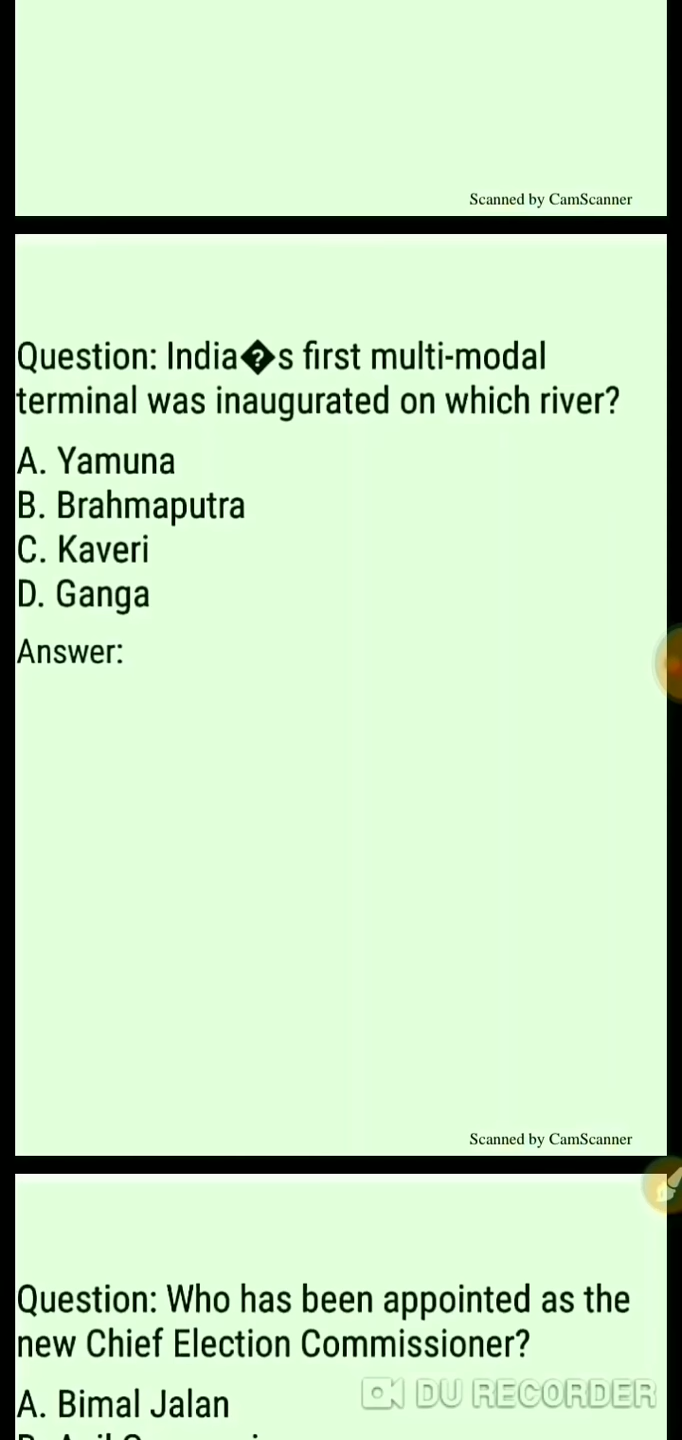 Scanned by CamScanner
Question: India�s first multi-modal
terminal was inaugurated on which river?
A. Yamuna
B. Brahmaputra
C. Kaveri
D. Ganga
Answer:
Scanned by CamScanner
Question: Who has been appointed as the
new Chief Election Commissioner?
A. Bimal Jalan
DU RECORDER